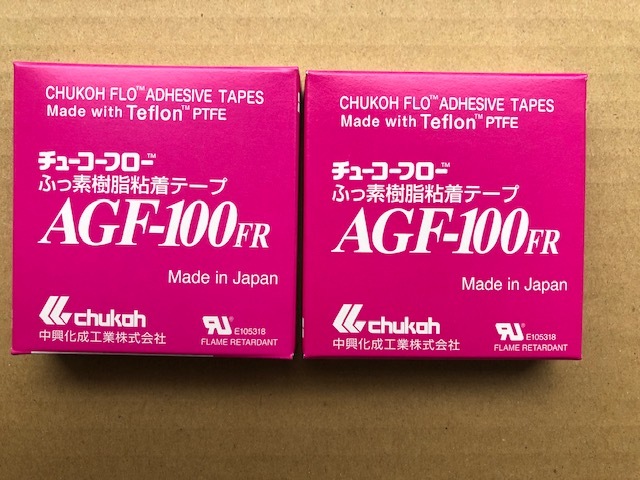 CHUKOH FLO™ ADHESIVE TAPES
Made with Teflon™ PTFE
チューコーフロー™
ふっ素樹脂粘着テープ
AGF-100FR
Made in Japan
chukoh
中興化成工業株式会社
RU
E105318
FLAME RETARDANT
CHUKOH FLO™ ADHESIVE TAPES
Made with Teflon™ PTFE
チューコーフロー™
ふっ素樹脂粘着テープ
AGF-100FR
Made in Japan
chukoh
中興化成工業株式会社
RU
E105318
FLAME RETARDANT